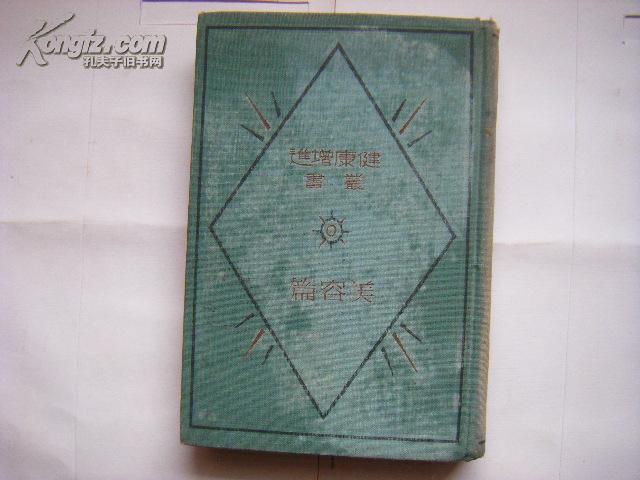 Kongfz.com
孔夫子旧书网
健康增進
叢書
美容篇